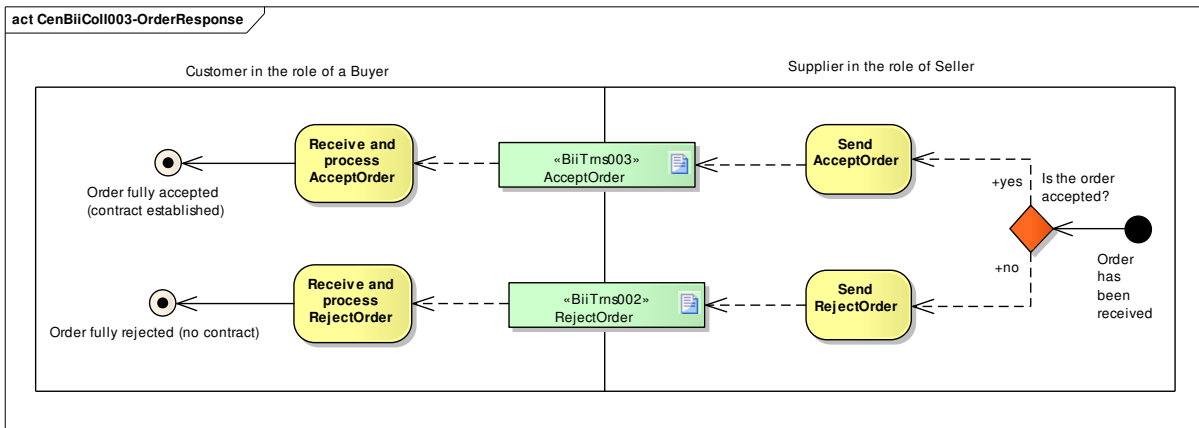 act CenBiiColl003-OrderResponse
Customer in the role of a Buyer
Supplier in the role of Seller
Receive and
process
AcceptOrder
«BiiTrns003»
AcceptOrder
Send
AcceptOrder
Order fully accepted
(contract established)
+yes
Is the order
accepted?
+no
Order
has
been
received
Receive and
process
RejectOrder
«BiiTrns002»
RejectOrder
Send
RejectOrder
Order fully rejected (no contract)